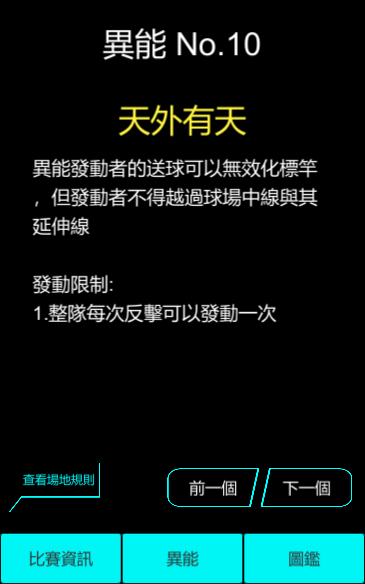 異能 No.10
天外有天
異能發動者的送球可以無效化標竿
，但發動者不得越過球場中線與其
延伸線
發動限制:
1.整隊每次反擊可以發動一次
查看場地規則
前一個
下一個
比賽資訊
異能
圖鑑